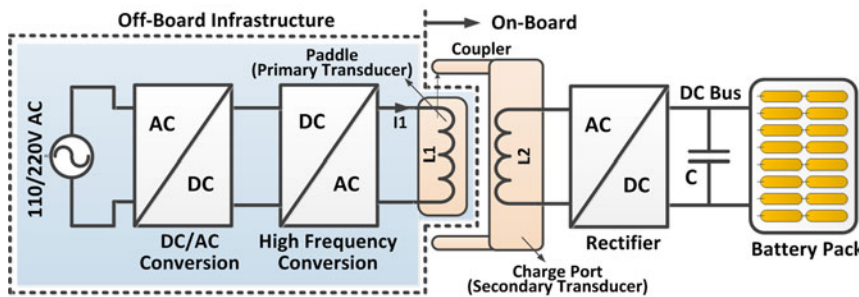 Off-Board Infrastructure
On-Board
Paddle
(Primary Transducer)
Coupler
110/220V AC
AC
DC
DC/AC
Conversion
DC
AC
High Frequency
Conversion
I1
L1
L2
Charge Port
(Secondary Transducer)
AC
DC
Rectifier
DC Bus
C
Battery Pack